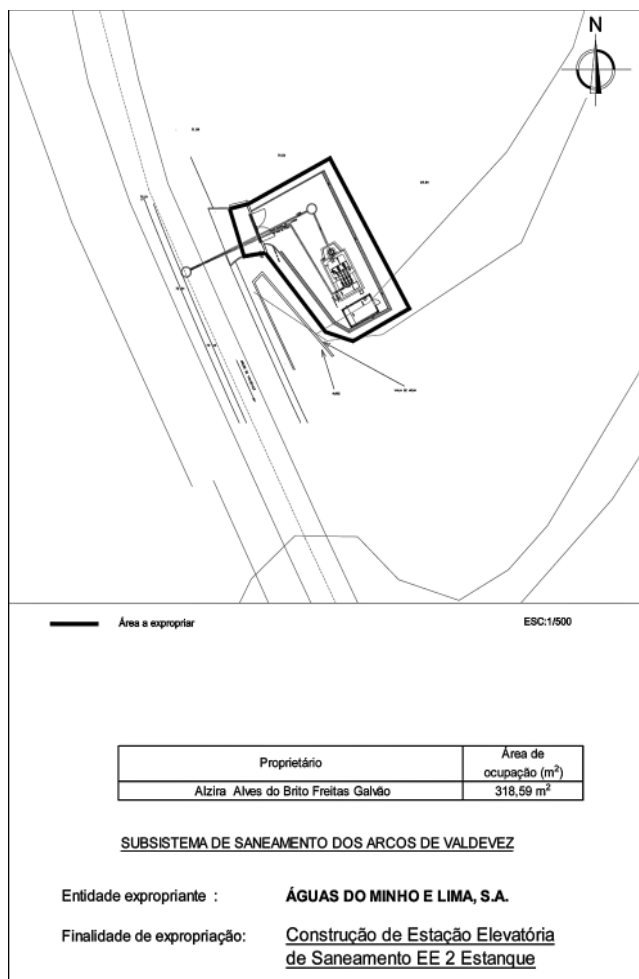 N
Área a expropriar
ESC:1/500
Proprietário
Área de
ocupação (m²)
Alzira Alves do Brito Freitas Galvão
318,59 m²
SUBSISTEMA DE SANEAMENTO DOS ARCOS DE VALDEVEZ
Entidade expropriante :
ÁGUAS DO MINHO E LIMA, S.A.
Finalidade de expropriação:
Construção de Estação Elevatória
de Saneamento EE 2 Estanque